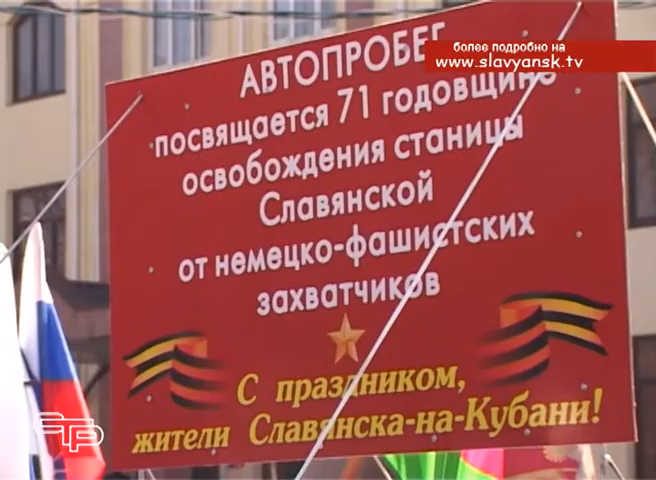 более подробно на
www.slavyansk.tv
АВТОПРОБЕГ
посвящается 71 годовщине
освобождения станицы
Славянской
от немецко-фашистских
захватчиков
С праздником,
жители Славянска-на-Кубани!